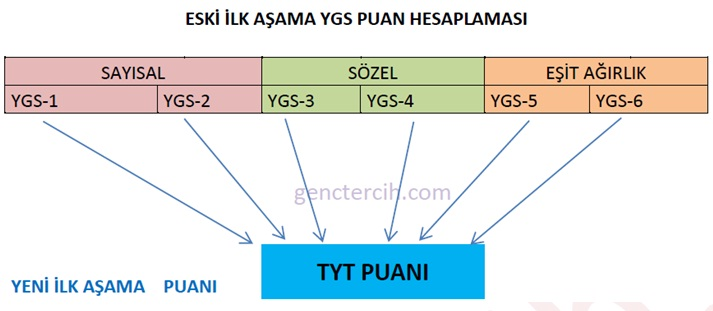 ESKİ İLK AŞAMA YGS PUAN HESAPLAMASI
SAYISAL SÖZEL EŞİT AĞIRLIK
YGS-1 YGS-2 YGS-3 YGS-4 YGS-5 YGS-6
genctercih.com
TYT PUANI
YENİ İLK AŞAMA PUANI